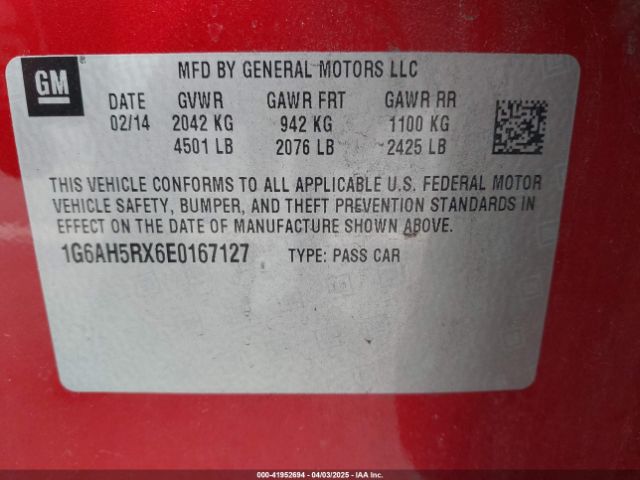 GM
MFD BY GENERAL MOTORS LLC
DATE GVWR GAWR FRT GAWR RR
02/14 2042 KG 942 KG 1100 KG
4501 LB 2076 LB 2425 LB
THIS VEHICLE CONFORMS TO ALL APPLICABLE U.S. FEDERAL MOTOR
VEHICLE SAFETY, BUMPER, AND THEFT PREVENTION STANDARDS IN
EFFECT ON THE DATE OF MANUFACTURE SHOWN ABOVE.
1G6AH5RX6E0167127 TYPE: PASS CAR
000-41952694 - 04/03/2025 - IAAI.COM